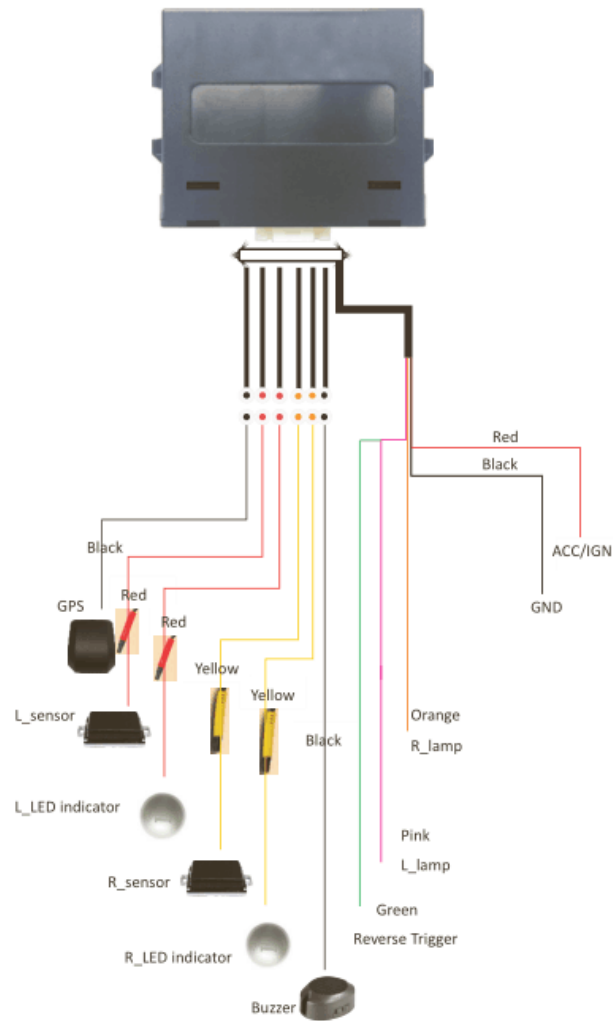 Red
Black
ACC/IGN
Black
Red
GPS
GND
Red
Yellow
Yellow
L_sensor
Orange
Black
R_lamp
L_LED indicator
Pink
L_lamp
R_sensor
Green
Reverse Trigger
R_LED indicator
Buzzer